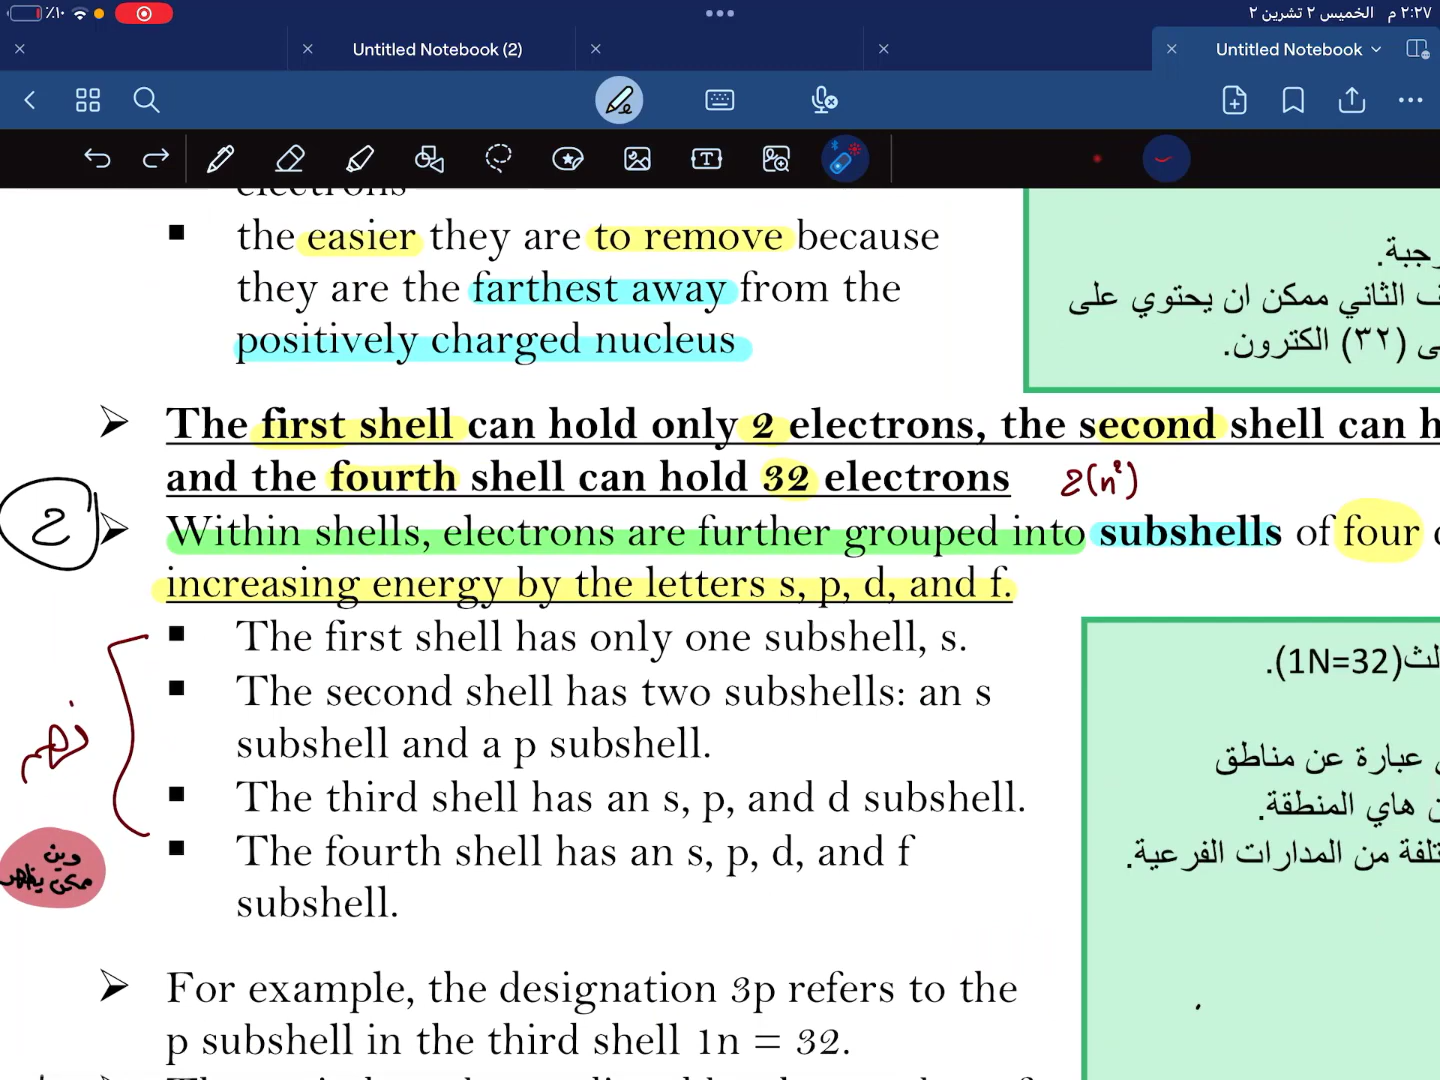 ٪١٠
٢:٢٧ م الخميس ٢ تشرين ٢
Untitled Notebook (2)
Untitled Notebook
electrons
the easier they are to remove because
they are the farthest away from the
positively charged nucleus
الثاني ممكن ان يحتوي على
(٣٢) الكترون.
The first shell can hold only 2 electrons, the second shell can h
and the fourth shell can hold 32 electrons
2(n²)
2
Within shells, electrons are further grouped into subshells of four
increasing energy by the letters s, p, d, and f.
The first shell has only one subshell, s.
The second shell has two subshells: an s
subshell and a p subshell.
The third shell has an s, p, and d subshell.
The fourth shell has an s, p, d, and f
subshell.
(1N=32).
عبارة عن مناطق
هاي المنطقة.
من المدارات الفرعية.
وين
For example, the designation 3p refers to the
p subshell in the third shell 1n = 32.